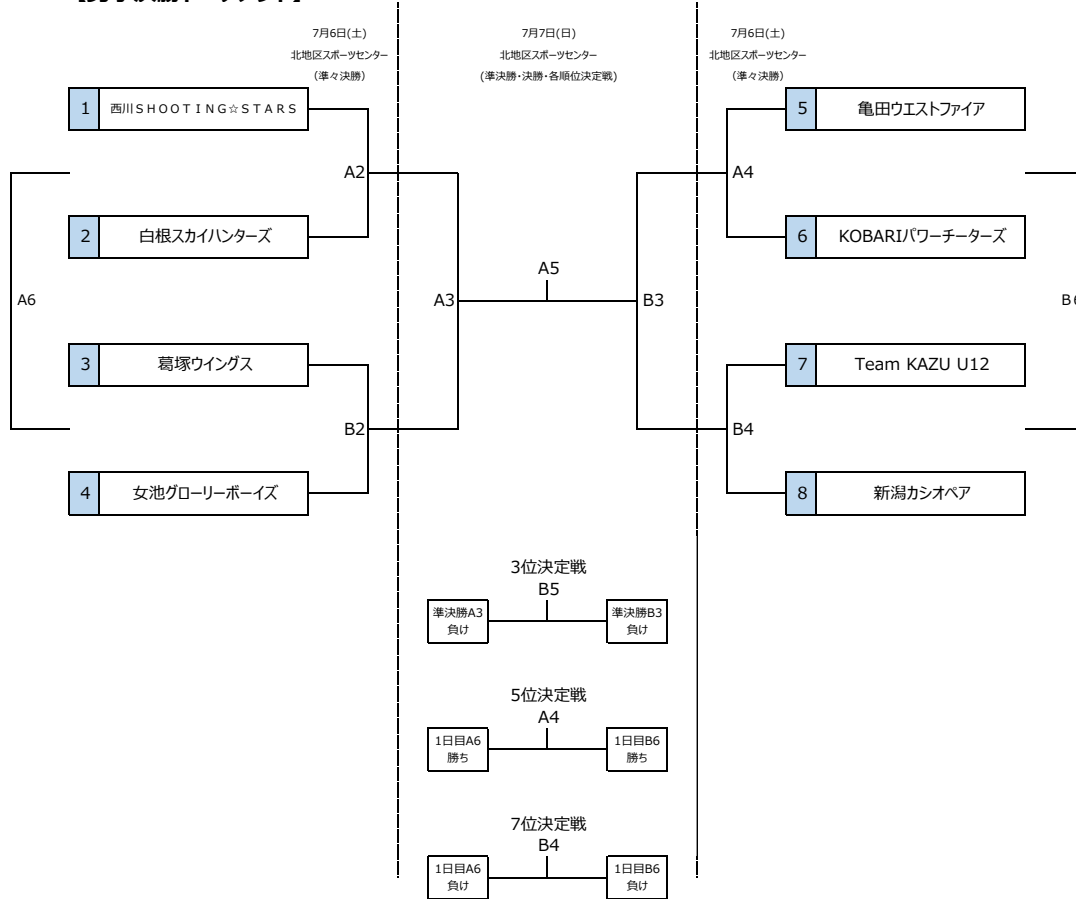 7月6日(土)
北地区スポーツセンター
（準々決勝）
7月7日(日)
北地区スポーツセンター
(準決勝・決勝・各順位決定戦)
7月6日(土)
北地区スポーツセンター
（準々決勝）
1 西川ＳＨＯＯＴＩＮＧ☆ＳＴＡＲＳ
5 亀田ウエストファイア
A2
A4
2 白根スカイハンターズ
6 KOBARIパワーチーターズ
A5
A6
A3
B3
B6
3 葛塚ウイングス
7 Team KAZU U12
B2
B4
4 女池グローリーボーイズ
8 新潟カシオペア
3位決定戦
B5
準決勝A3
負け
準決勝B3
負け
5位決定戦
A4
1日目A6
勝ち
1日目B6
勝ち
7位決定戦
B4
1日目A6
負け
1日目B6
負け